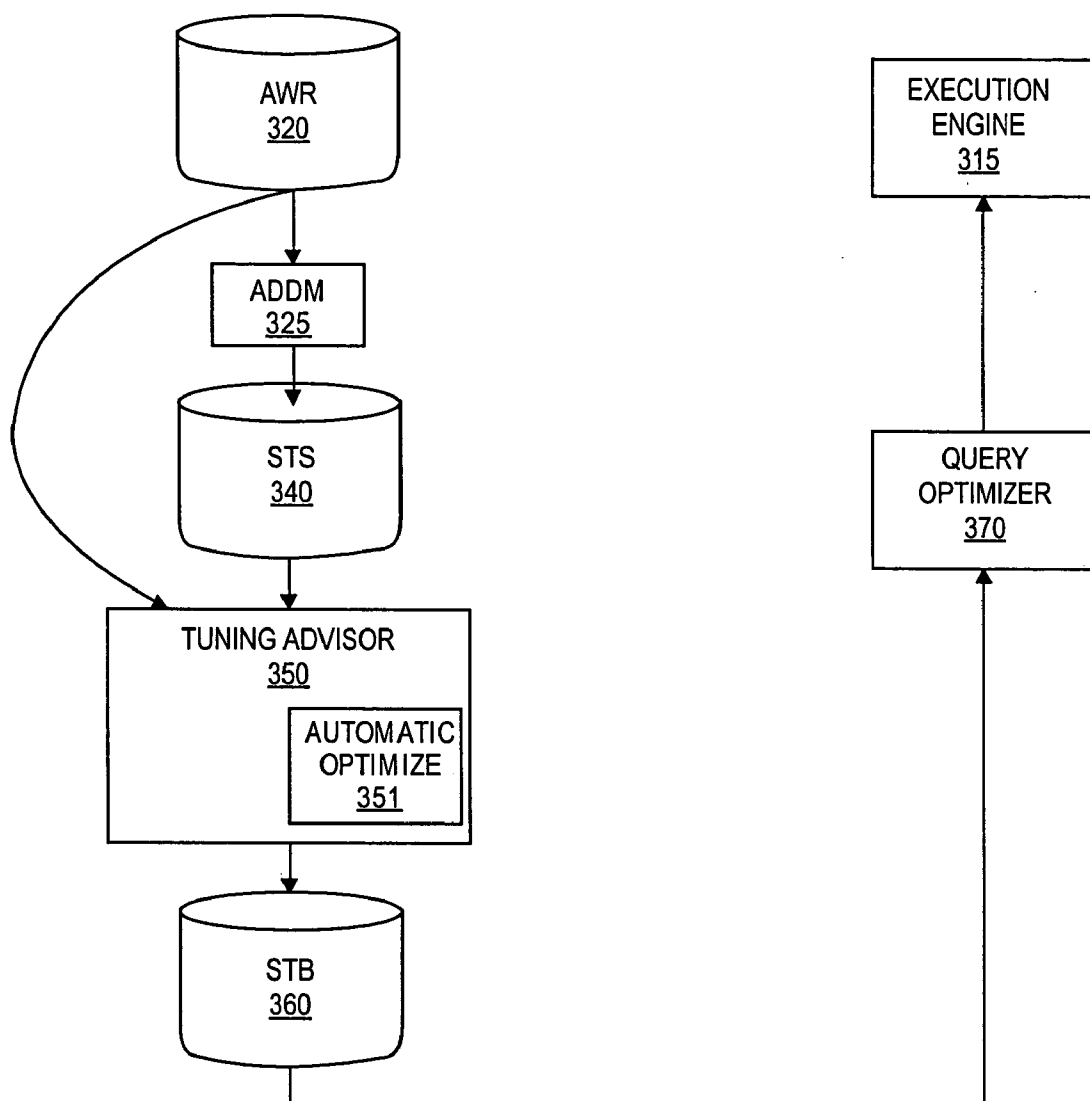 AWR
320
ADDM
325
STS
340
TUNING ADVISOR
350
AUTOMATIC
OPTIMIZE
351
STB
360
EXECUTION
ENGINE
315
QUERY
OPTIMIZER
370